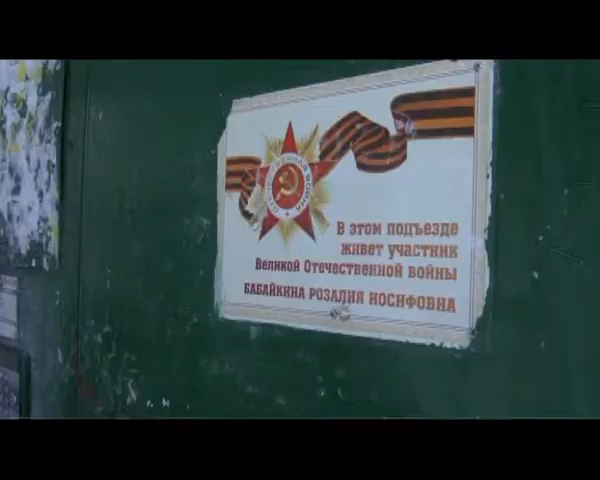 В этом подъезде
живет участник
Великой Отечественной войны
БАБАЙКИНА РОЗАЛИЯ ИОСИФОВНА